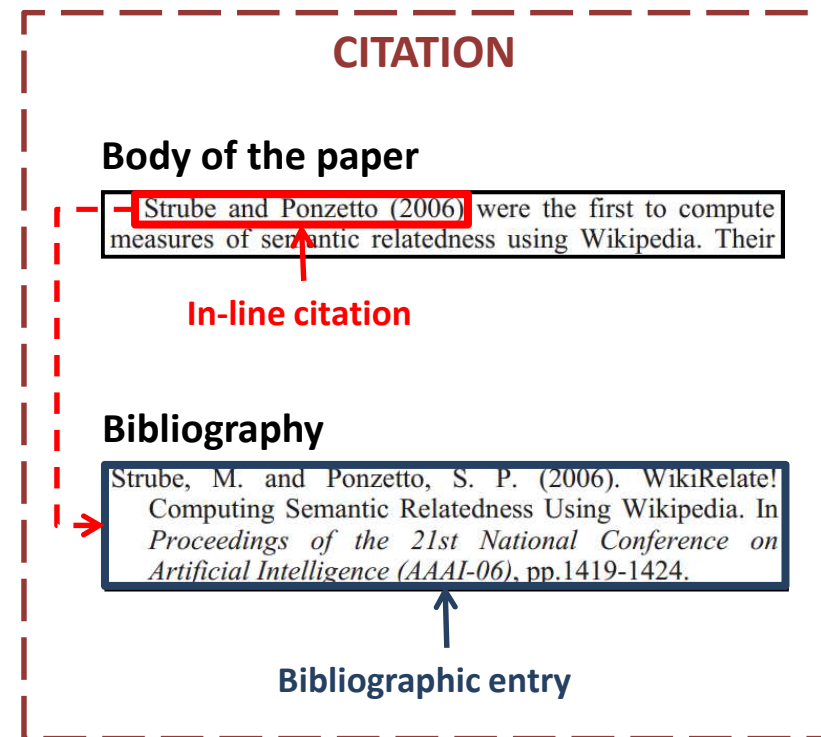 CITATION
Body of the paper
Strube and Ponzetto (2006) were the first to compute
measures of semantic relatedness using Wikipedia. Their
In-line citation
Bibliography
Strube, M. and Ponzetto, S. P. (2006). WikiRelate!
Computing Semantic Relatedness Using Wikipedia. In
Proceedings of the 21st National Conference on
Artificial Intelligence (AAAI-06), pp.1419-1424.
Bibliographic entry